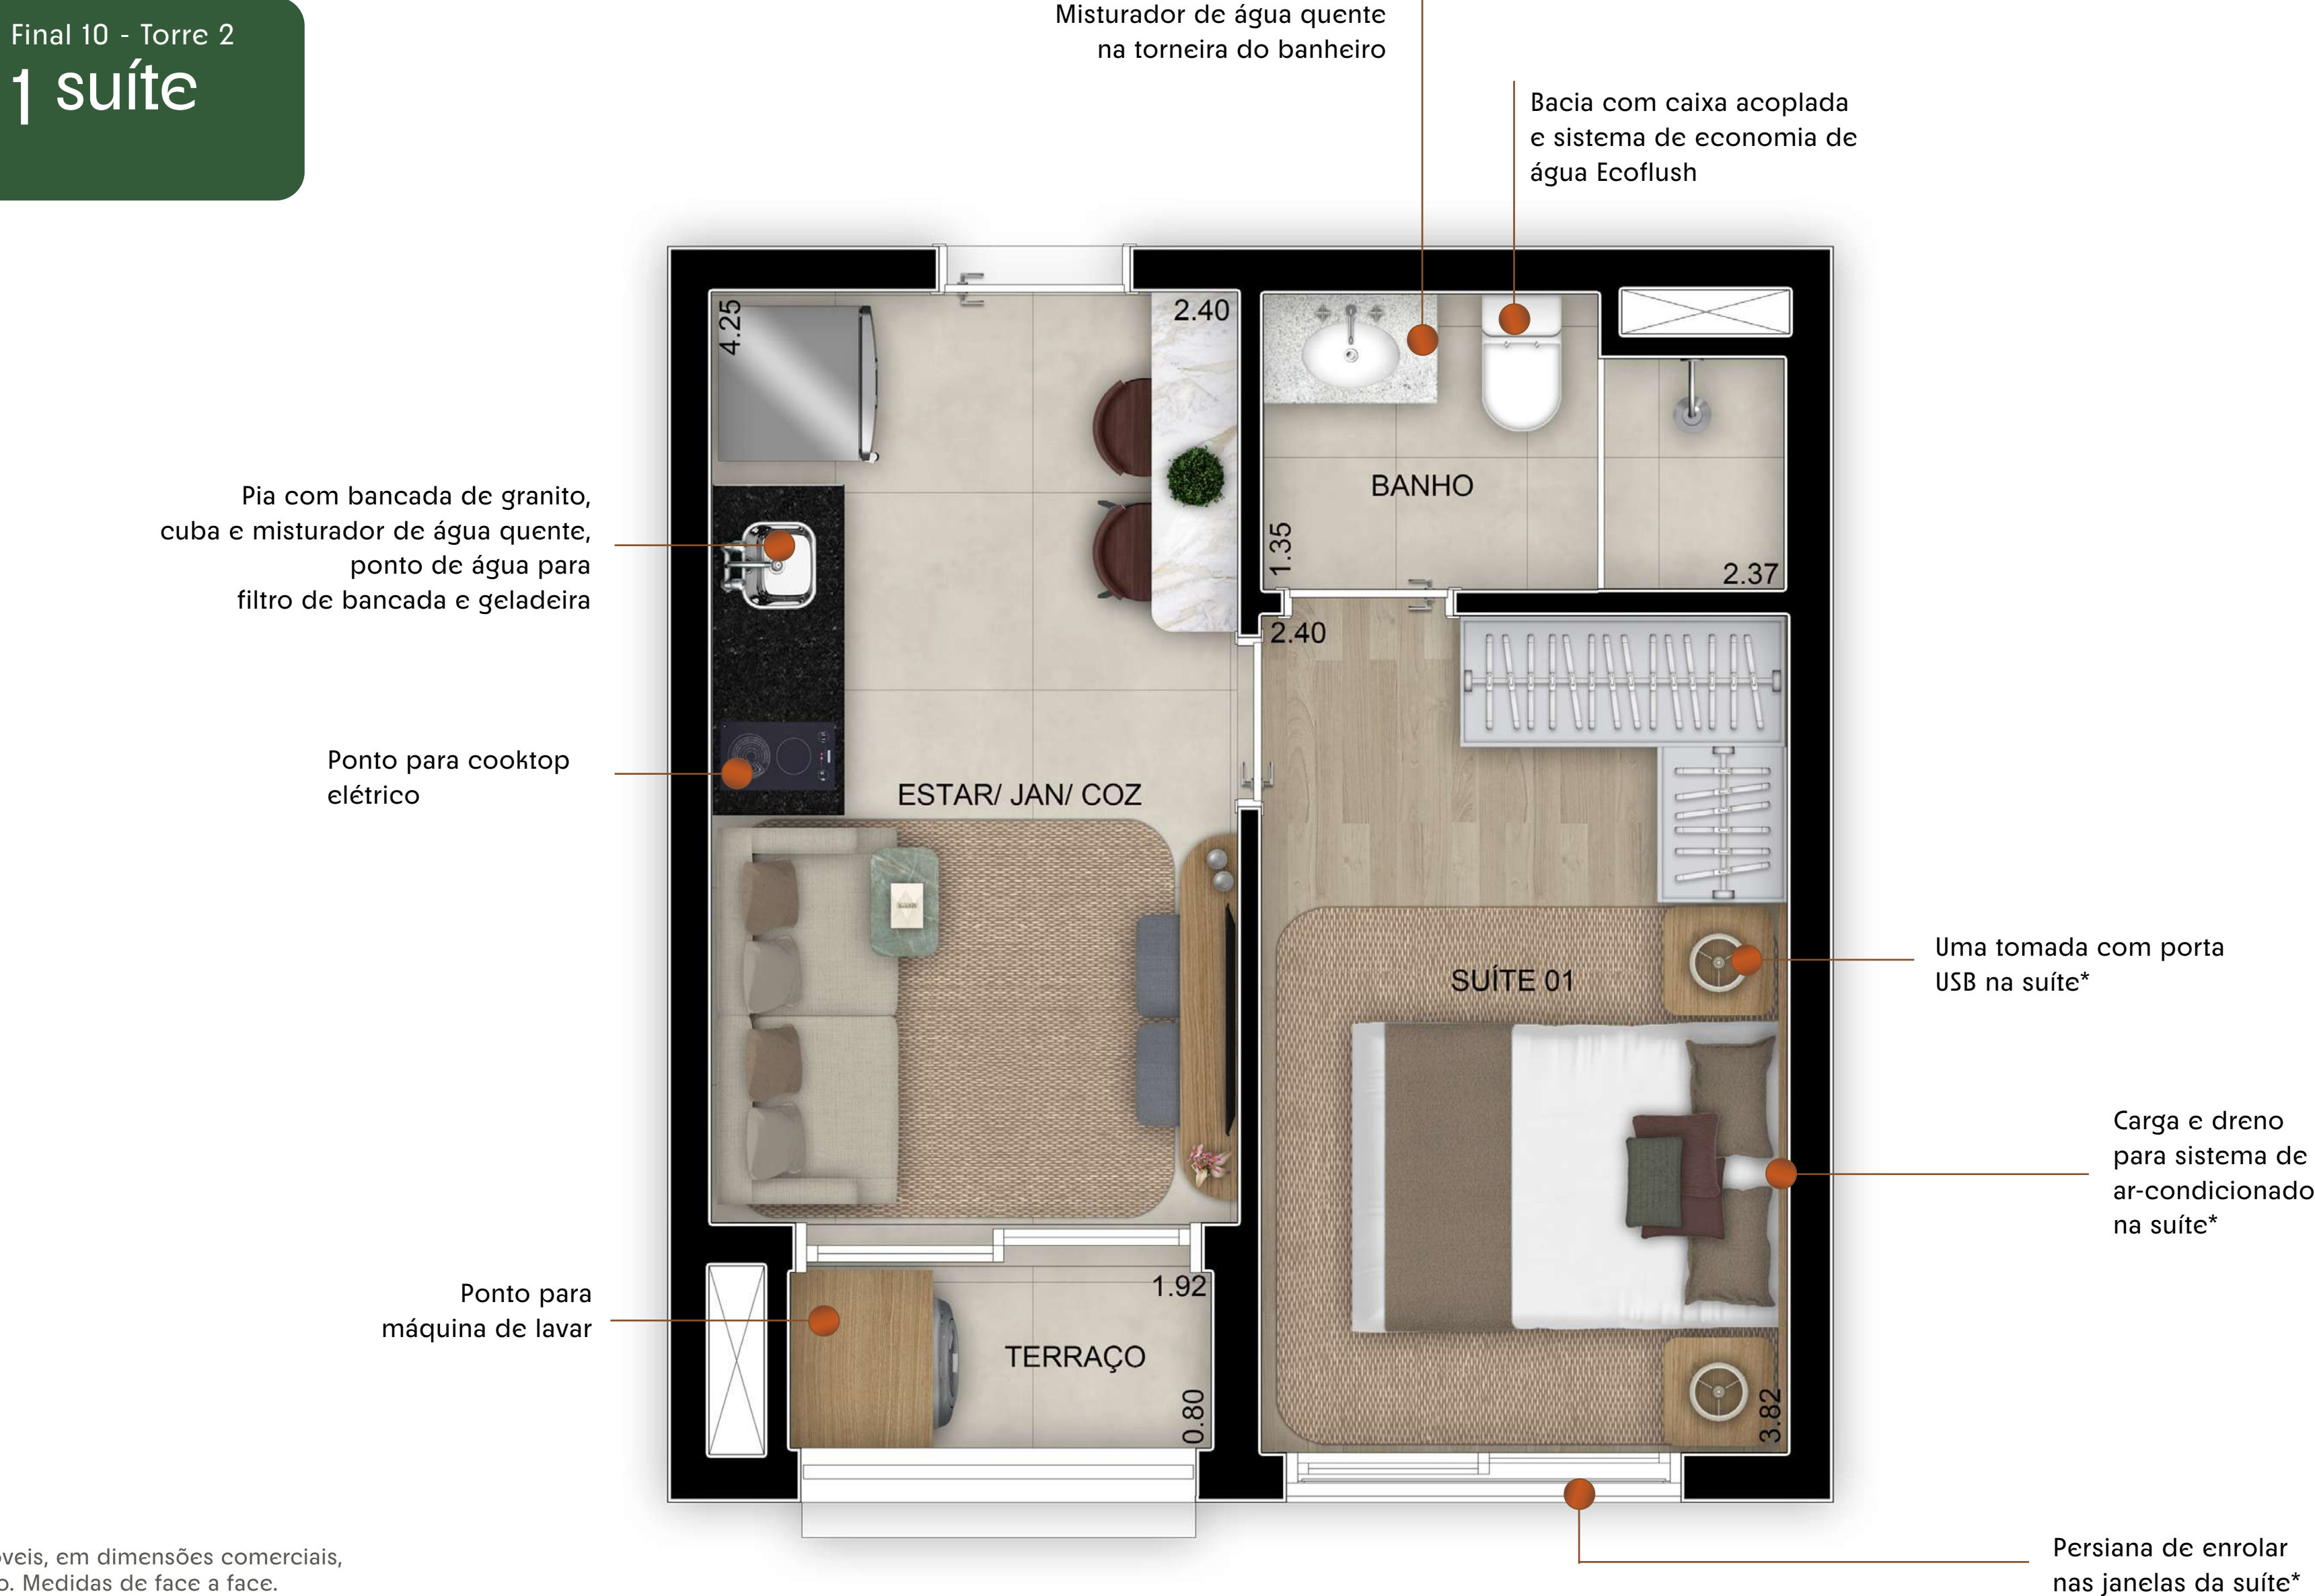 Final 10 - Torre 2
1 suíte
Misturador de água quente
na torneira do banheiro
Bacia com caixa acoplada
e sistema de economia de
água Ecoflush
4.25
2.40
BANHO
1.35
2.37
Pia com bancada de granito,
cuba e misturador de água quente,
ponto de água para
filtro de bancada e geladeira
2.40
Ponto para cooktop
elétrico
ESTAR/ JAN/ COZ
SUÍTE 01
Uma tomada com porta
USB na suíte*
Carga e dreno
para sistema de
ar-condicionado
na suíte*
Ponto para
máquina de lavar
1.92
TERRAÇO
0.80
3.82
Persiana de enrolar
nas janelas da suíte*
óveis, em dimensões comerciais,
o. Medidas de face a face.